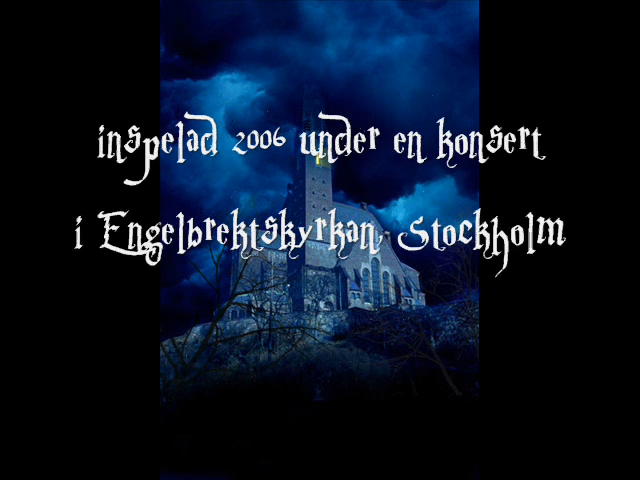 inspelad 2006 under en konsert
i Engelbrektskyrkan, Stockholm